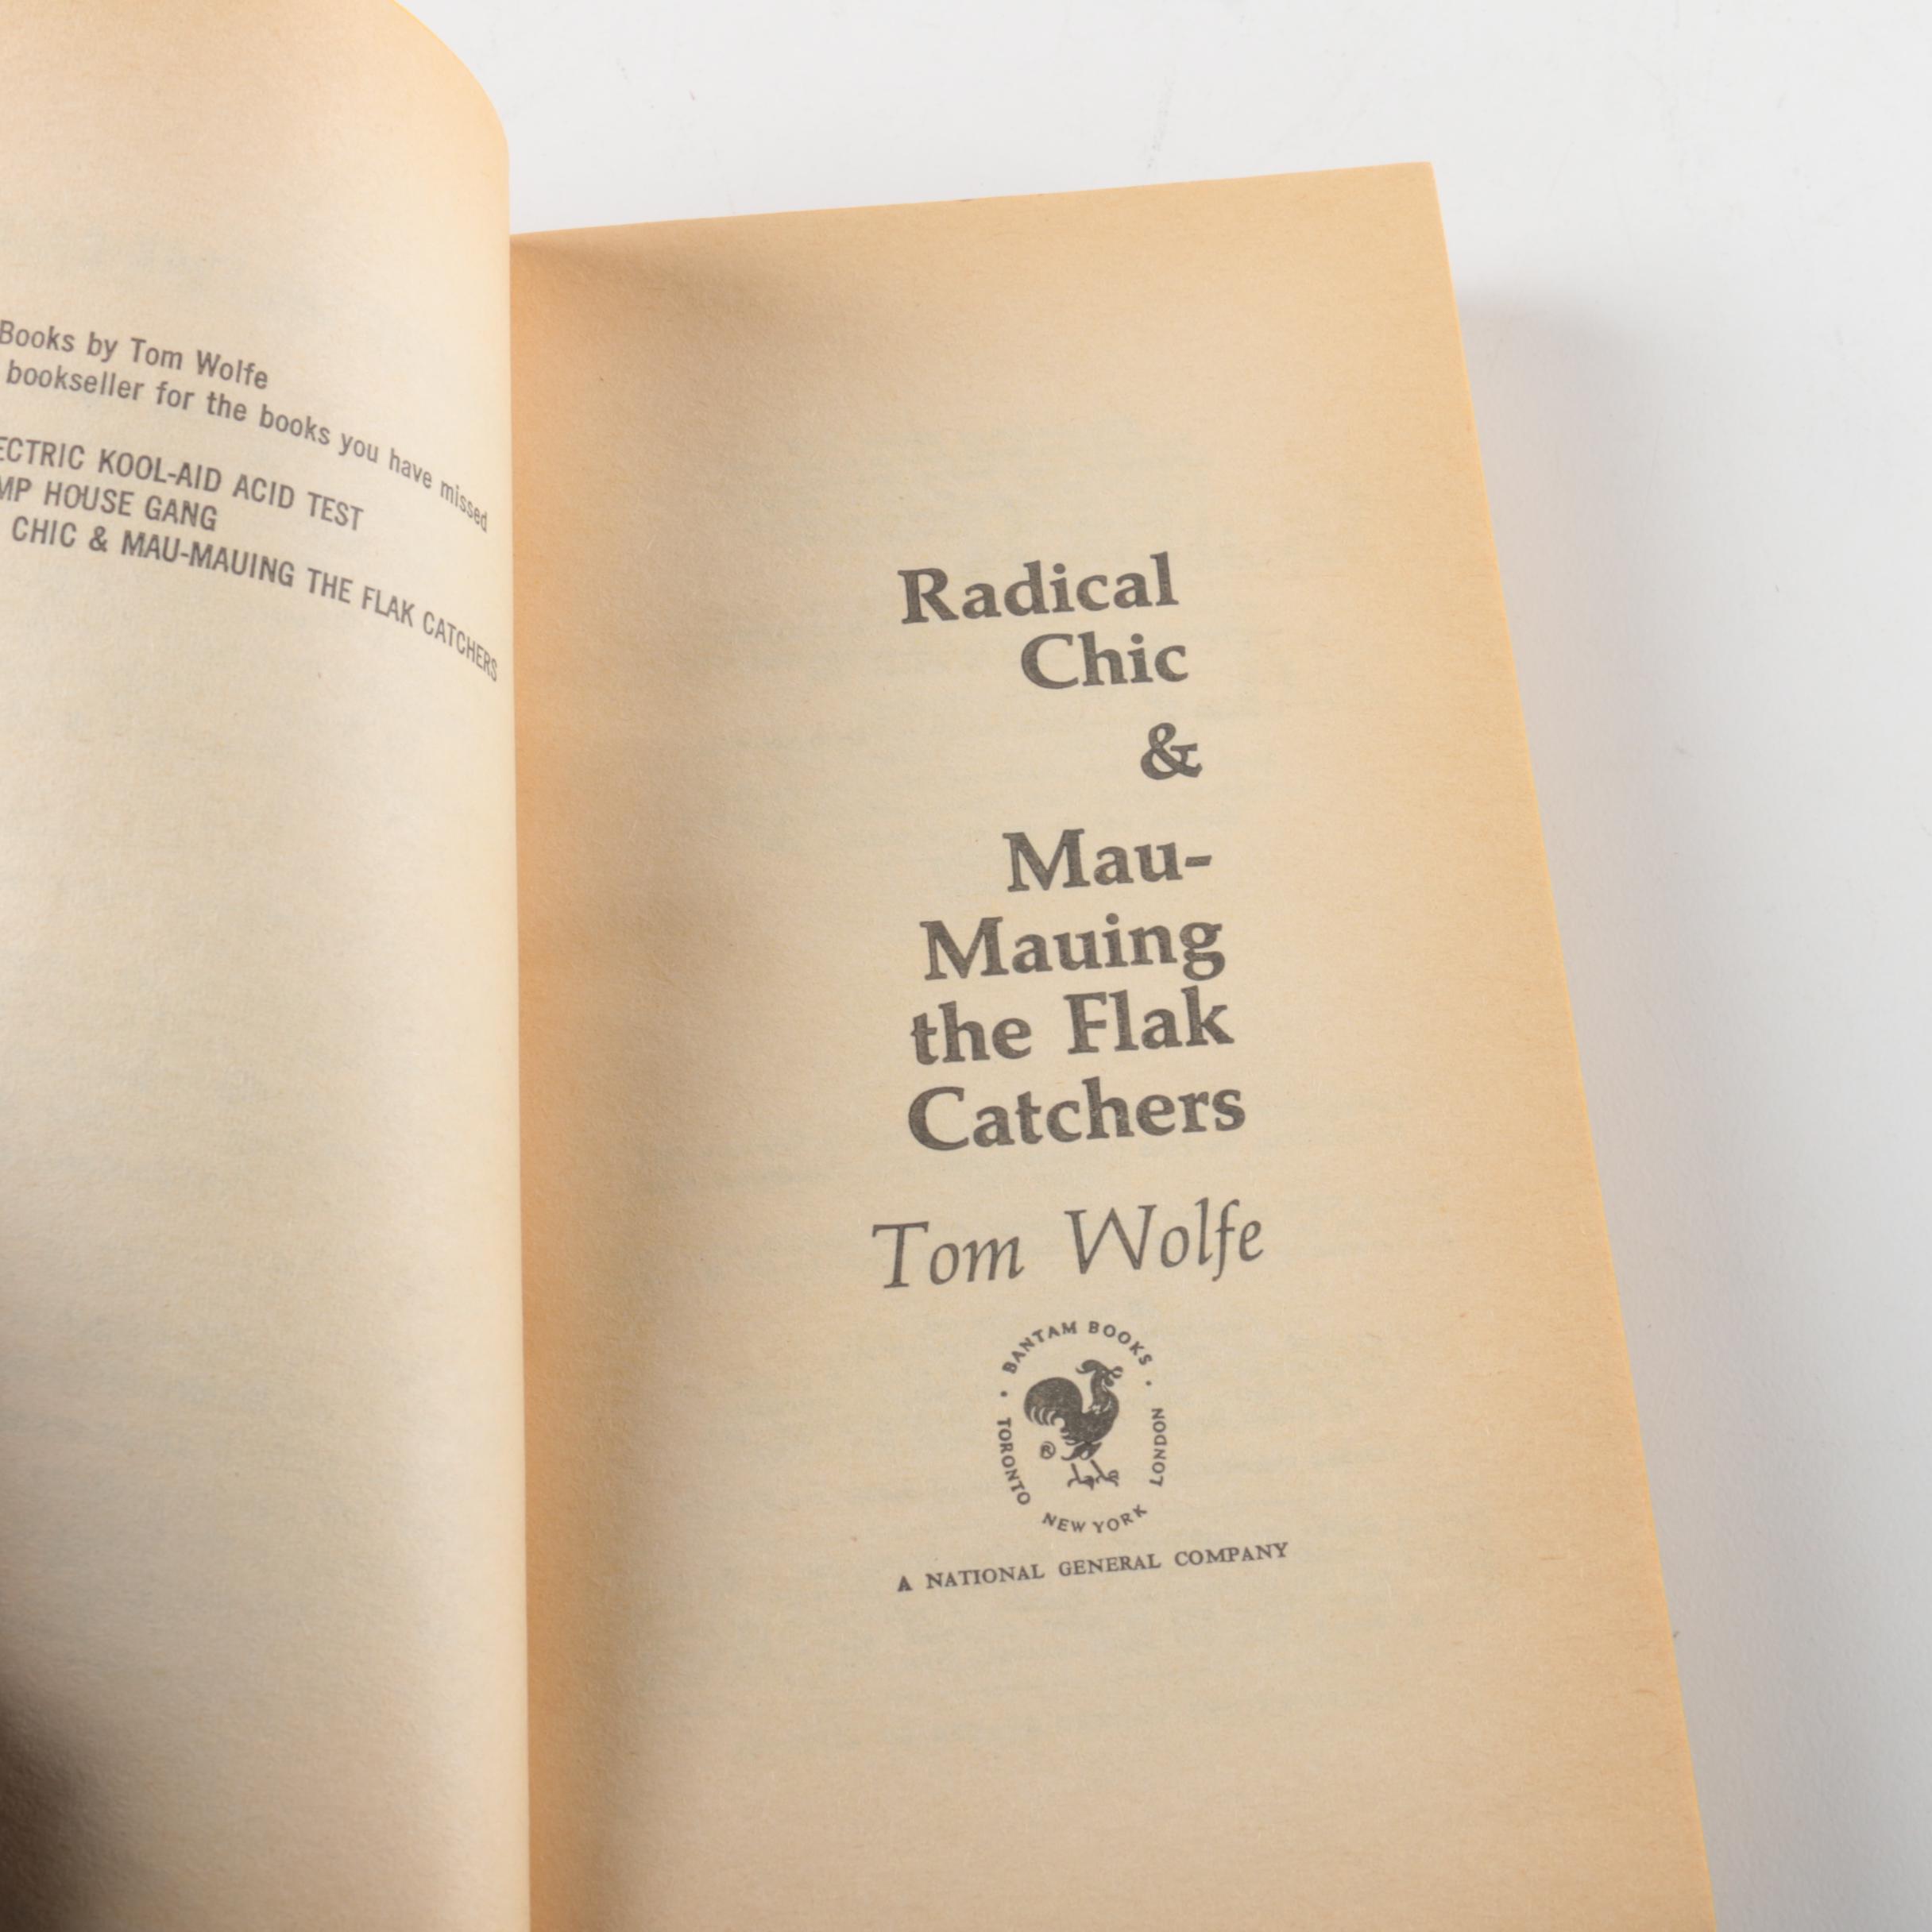 Books by Tom Wolfe
bookseller for the books you have missed
ECTRIC KOOL-AID ACID TEST
MP HOUSE GANG
CHIC & MAU-MAUING THE FLAK CATCHERS
Radical
Chic
&
Mau-
Mauing
the Flak
Catchers
Tom Wolfe
BANTAM BOOKS
TORONTO · NEW YORK · LONDON
®
A NATIONAL GENERAL COMPANY